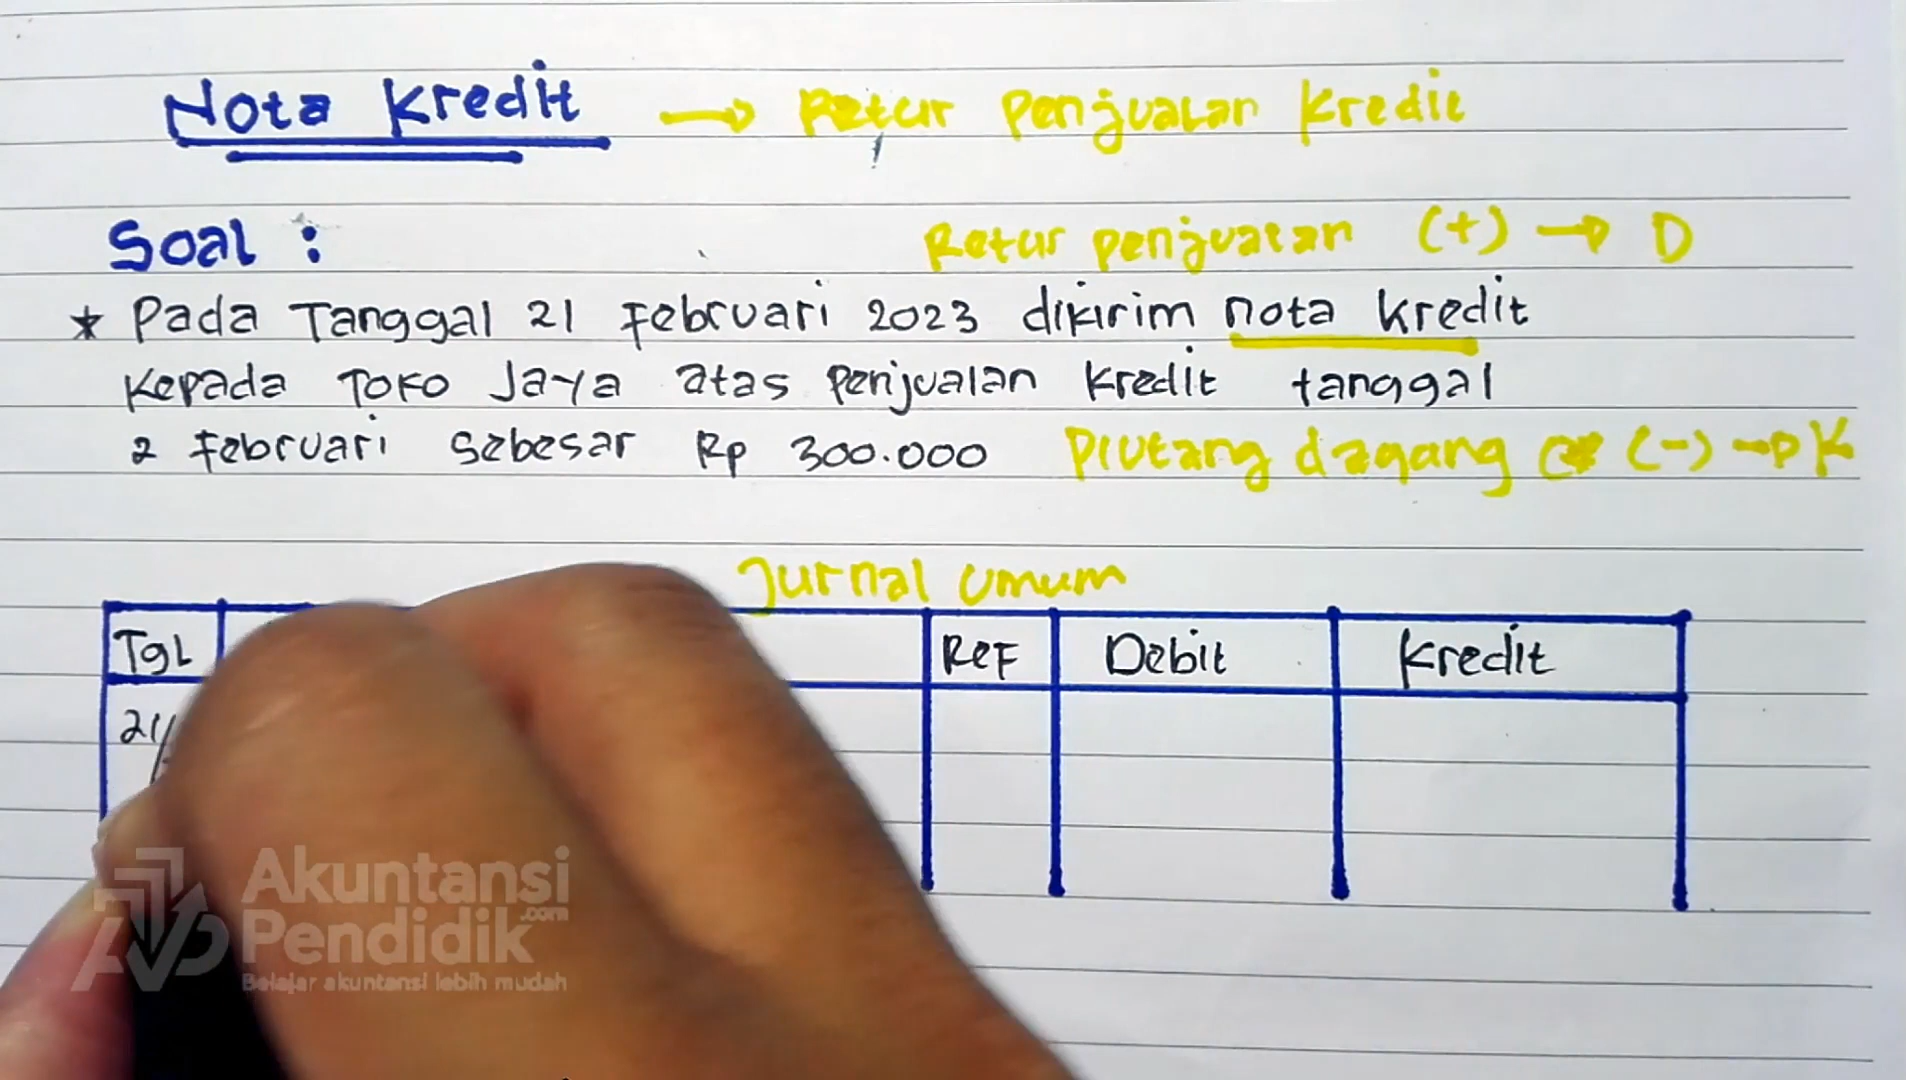 Nota Kredit → Retur Penjualan Kredit
Soal :
Retur penjualan (+) → D
★ Pada Tanggal 21 Februari 2023 dikirim nota kredit
Kepada Toko Jaya atas penjualan kredit tanggal
2 Februari sebesar Rp 300.000
Piutang dagang (-) → K
Jurnal Umum
Tgl Ref Debit Kredit
21/
Akuntansi
Pendidik.com
Belajar akuntansi lebih mudah